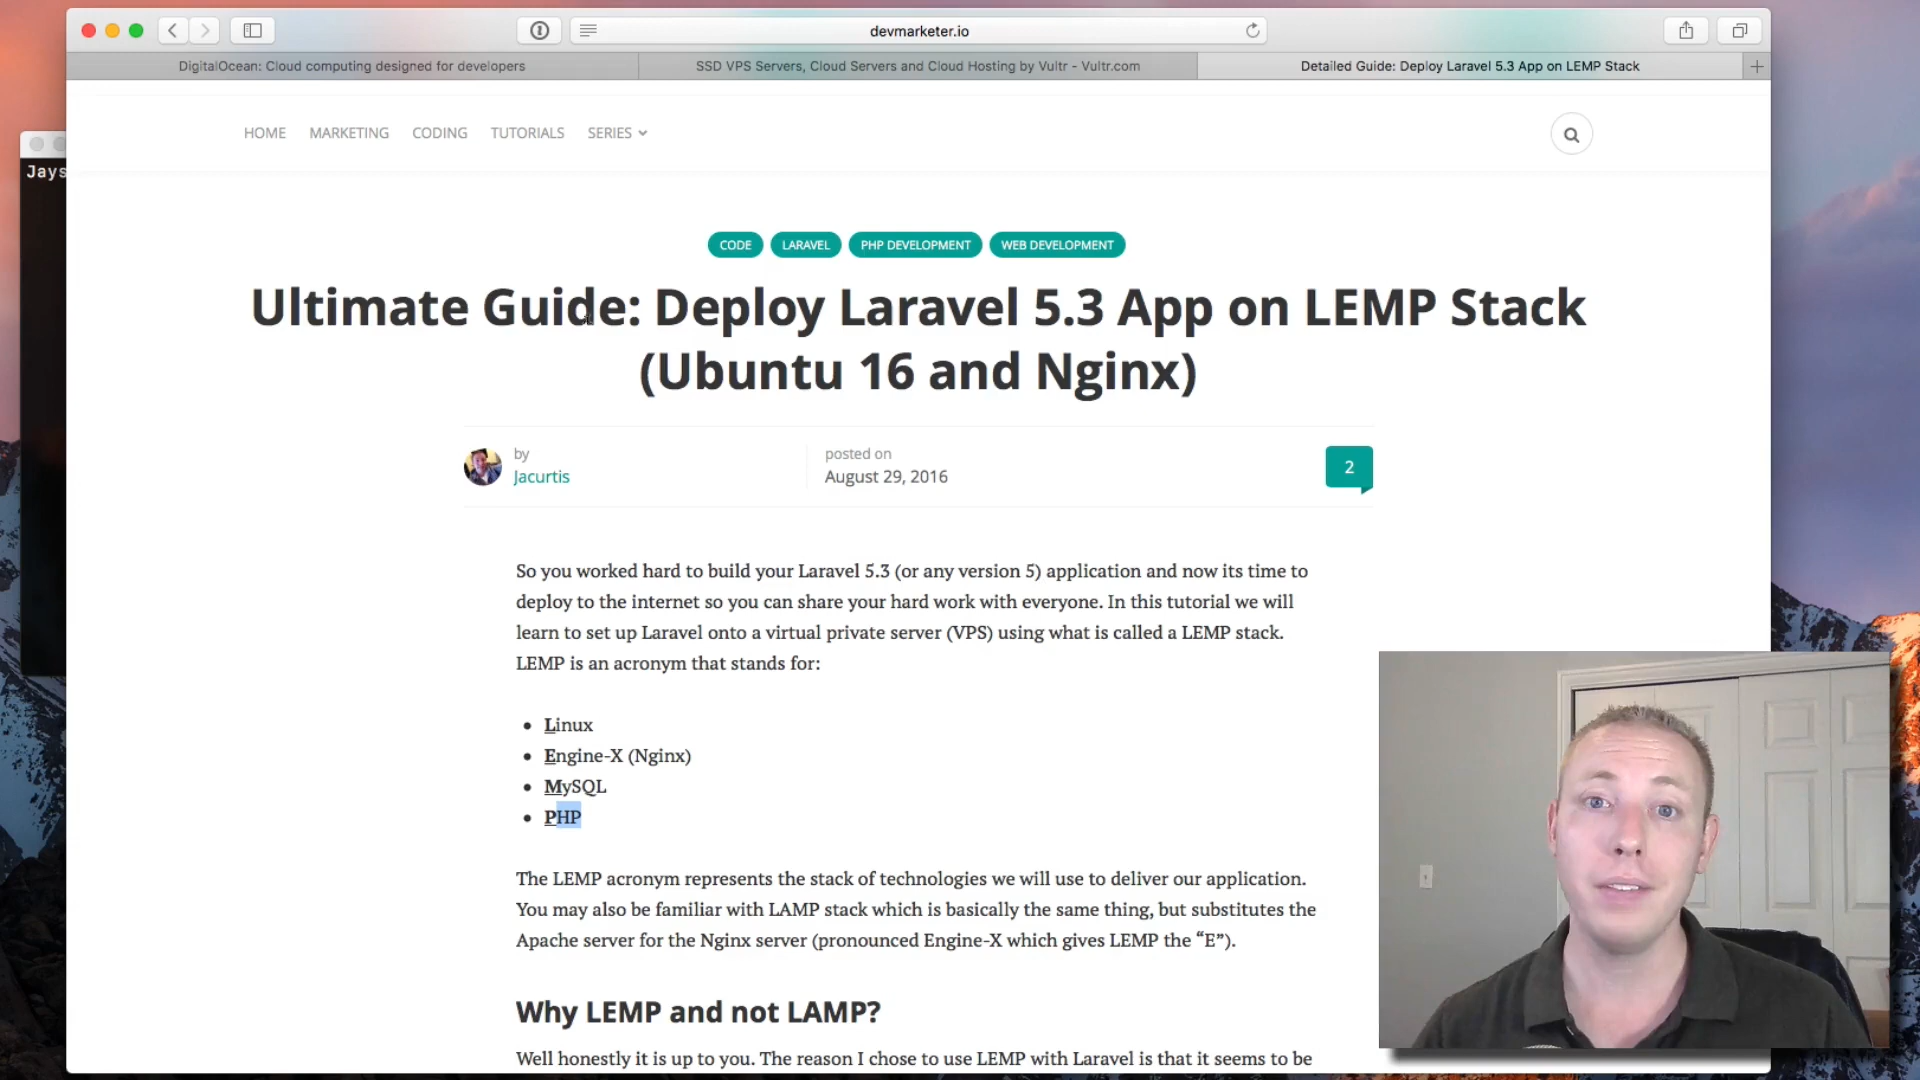 devmarketer.io
DigitalOcean: Cloud computing designed for developers
SSD VPS Servers, Cloud Servers and Cloud Hosting by Vultr - Vultr.com
Detailed Guide: Deploy Laravel 5.3 App on LEMP Stack
HOME MARKETING CODING TUTORIALS SERIES
Jays
CODE LARAVEL PHP DEVELOPMENT WEB DEVELOPMENT
Ultimate Guide: Deploy Laravel 5.3 App on LEMP Stack
(Ubuntu 16 and Nginx)
by
Jacurtis
posted on
August 29, 2016
2
So you worked hard to build your Laravel 5.3 (or any version 5) application and now its time to
deploy to the internet so you can share your hard work with everyone. In this tutorial we will
learn to set up Laravel onto a virtual private server (VPS) using what is called a LEMP stack.
LEMP is an acronym that stands for:
• Linux
• Engine-X (Nginx)
• MySQL
• PHP
The LEMP acronym represents the stack of technologies we will use to deliver our application.
You may also be familiar with LAMP stack which is basically the same thing, but substitutes the
Apache server for the Nginx server (pronounced Engine-X which gives LEMP the “E”).
Why LEMP and not LAMP?
Well honestly it is up to you. The reason I chose to use LEMP with Laravel is that it seems to be